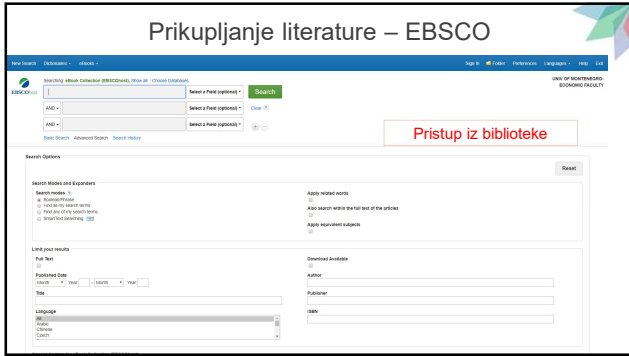 Prikupljanje literature – EBSCO
New Search Dictionaries eBooks Sign In Folder Preferences Languages Help Exit
Searching: eBook Collection (EBSCOhost), Show all Choose Databases
UNIV OF MONTENEGRO-
ECONOMIC FACULTY
EBSCOhost
Select a Field (optional) Search
AND Select a Field (optional) Clear ?
AND Select a Field (optional) + -
Basic Search Advanced Search Search History
Pristup iz biblioteke
Search Options
Reset
Search Modes and Expanders
Search modes ?
Boolean/Phrase
Find all my search terms
Find any of my search terms
SmartText Searching Hint
Apply related words
Also search within the full text of the articles
Apply equivalent subjects
Limit your results
Full Text
Download Available
Published Date
Month Year – Month Year
Author
Title
Publisher
Language
All
Arabic
Chinese
Czech
ISBN